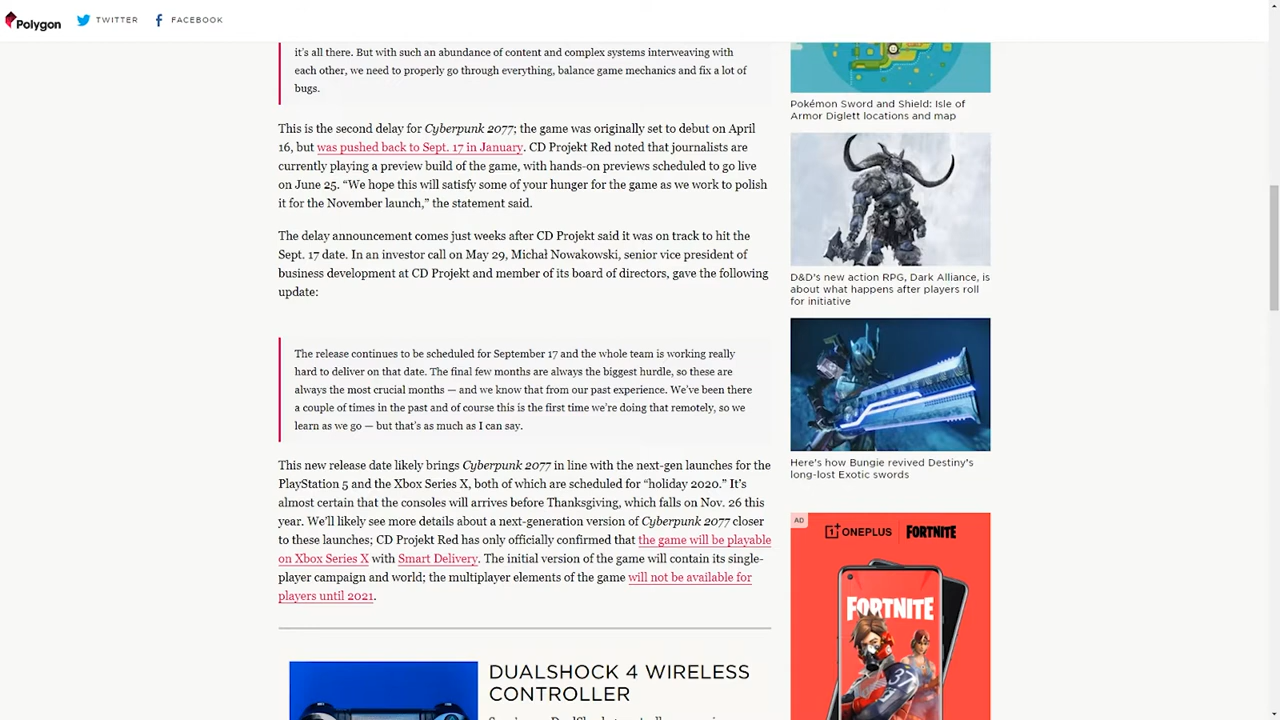 Polygon
TWITTER
FACEBOOK
it's all there. But with such an abundance of content and complex systems interweaving with
each other, we need to properly go through everything, balance game mechanics and fix a lot of
bugs.
This is the second delay for Cyberpunk 2077; the game was originally set to debut on April
16, but was pushed back to Sept. 17 in January. CD Projekt Red noted that journalists are
currently playing a preview build of the game, with hands-on previews scheduled to go live
on June 25. “We hope this will satisfy some of your hunger for the game as we work to polish
it for the November launch,” the statement said.
The delay announcement comes just weeks after CD Projekt said it was on track to hit the
Sept. 17 date. In an investor call on May 29, Michał Nowakowski, senior vice president of
business development at CD Projekt and member of its board of directors, gave the following
update:
The release continues to be scheduled for September 17 and the whole team is working really
hard to deliver on that date. The final few months are always the biggest hurdle, so these are
always the most crucial months — and we know that from our past experience. We've been there
a couple of times in the past and of course this is the first time we're doing that remotely, so we
learn as we go — but that's as much as I can say.
This new release date likely brings Cyberpunk 2077 in line with the next-gen launches for the
PlayStation 5 and the Xbox Series X, both of which are scheduled for “holiday 2020.” It's
almost certain that the consoles will arrives before Thanksgiving, which falls on Nov. 26 this
year. We'll likely see more details about a next-generation version of Cyberpunk 2077 closer
to these launches; CD Projekt Red has only officially confirmed that the game will be playable
on Xbox Series X with Smart Delivery. The initial version of the game will contain its single-
player campaign and world; the multiplayer elements of the game will not be available for
players until 2021.
DUALSHOCK 4 WIRELESS
CONTROLLER
Pokémon Sword and Shield: Isle of
Armor Diglett locations and map
D&D's new action RPG, Dark Alliance, is
about what happens after players roll
for initiative
Here's how Bungie revived Destiny's
long-lost Exotic swords
AD
ONEPLUS
FORTNITE
FORTNITE
37